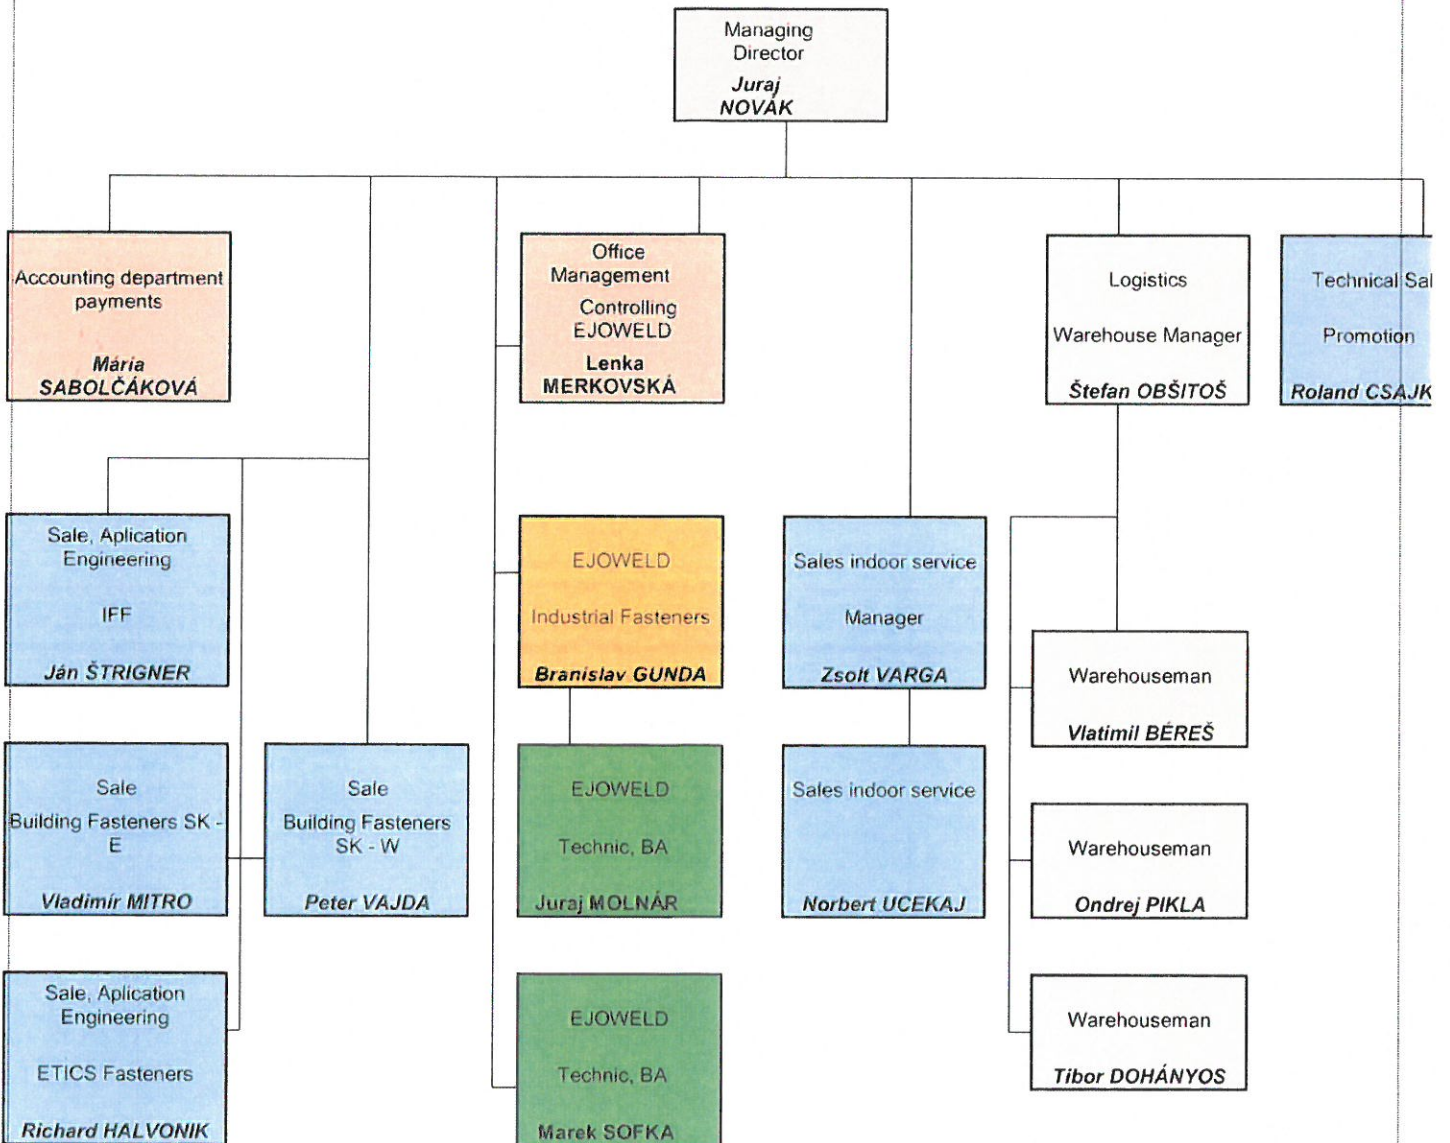 Managing
Director
Juraj
NOVÁK
Accounting department
payments
Mária
SABOLČÁKOVÁ
Office
Management
Controlling
EJOWELD
Lenka
MERKOVSKÁ
Logistics
Warehouse Manager
Štefan OBŠITOŠ
Technical Sal
Promotion
Roland CSAJK
Sale, Aplication
Engineering
IFF
Ján ŠTRIGNER
EJOWELD
Industrial Fasteners
Branislav GUNDA
Sales indoor service
Manager
Zsolt VARGA
Warehouseman
Vlatimil BÉREŠ
Sale
Building Fasteners SK -
E
Vladimír MITRO
Sale
Building Fasteners
SK - W
Peter VAJDA
EJOWELD
Technic, BA
Juraj MOLNÁR
Sales indoor service
Norbert UCEKAJ
Warehouseman
Ondrej PIKLA
Sale, Aplication
Engineering
ETICS Fasteners
Richard HALVONIK
EJOWELD
Technic, BA
Marek SOFKA
Warehouseman
Tibor DOHÁNYOS